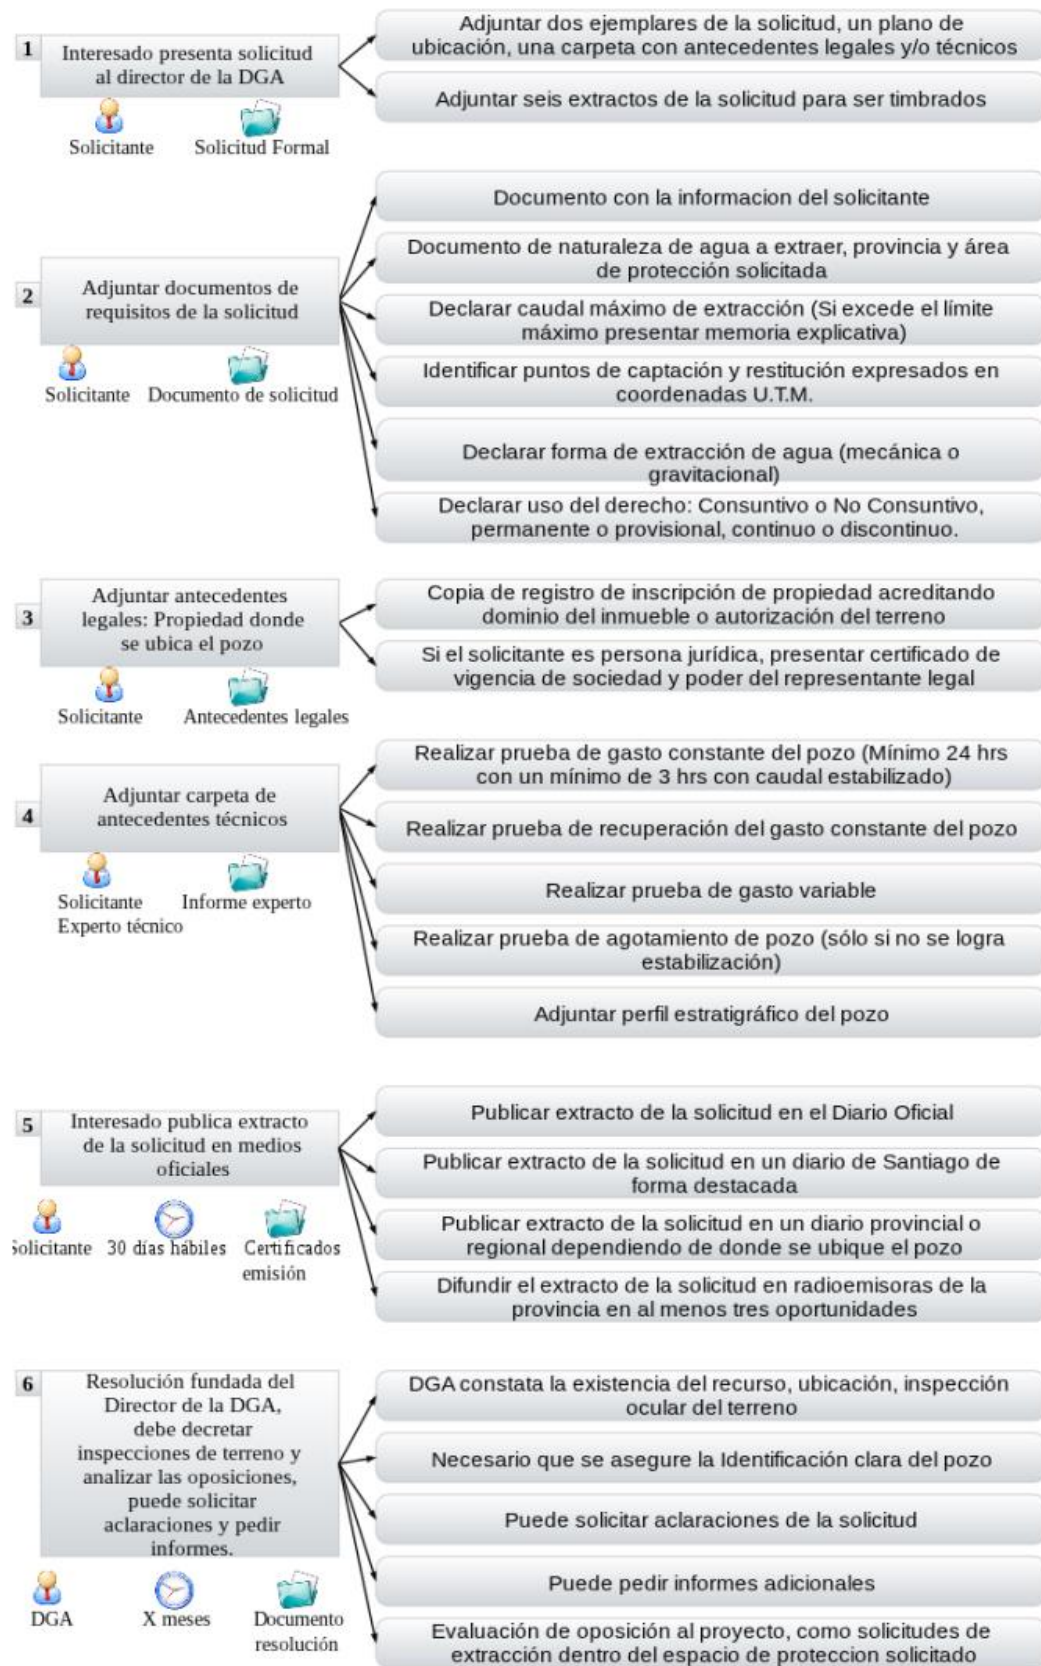 1
Interesado presenta solicitud
al director de la DGA
Solicitante
Solicitud Formal
Adjuntar dos ejemplares de la solicitud, un plano de
ubicación, una carpeta con antecedentes legales y/o técnicos
Adjuntar seis extractos de la solicitud para ser timbrados
2
Adjuntar documentos de
requisitos de la solicitud
Solicitante
Documento de solicitud
Documento con la informacion del solicitante
Documento de naturaleza de agua a extraer, provincia y área
de protección solicitada
Declarar caudal máximo de extracción (Si excede el límite
máximo presentar memoria explicativa)
Identificar puntos de captación y restitución expresados en
coordenadas U.T.M.
Declarar forma de extracción de agua (mecánica o
gravitacional)
Declarar uso del derecho: Consuntivo o No Consuntivo,
permanente o provisional, continuo o discontinuo.
3
Adjuntar antecedentes
legales: Propiedad donde
se ubica el pozo
Solicitante
Antecedentes legales
Copia de registro de inscripción de propiedad acreditando
dominio del inmueble o autorización del terreno
Si el solicitante es persona jurídica, presentar certificado de
vigencia de sociedad y poder del representante legal
4
Adjuntar carpeta de
antecedentes técnicos
Solicitante
Experto técnico
Informe experto
Realizar prueba de gasto constante del pozo (Mínimo 24 hrs
con un mínimo de 3 hrs con caudal estabilizado)
Realizar prueba de recuperación del gasto constante del pozo
Realizar prueba de gasto variable
Realizar prueba de agotamiento de pozo (sólo si no se logra
estabilización)
Adjuntar perfil estratigráfico del pozo
5
Interesado publica extracto
de la solicitud en medios
oficiales
Solicitante
30 días hábiles
Certificados
emisión
Publicar extracto de la solicitud en el Diario Oficial
Publicar extracto de la solicitud en un diario de Santiago de
forma destacada
Publicar extracto de la solicitud en un diario provincial o
regional dependiendo de donde se ubique el pozo
Difundir el extracto de la solicitud en radioemisoras de la
provincia en al menos tres oportunidades
6
Resolución fundada del
Director de la DGA,
debe decretar
inspecciones de terreno y
analizar las oposiciones,
puede solicitar
aclaraciones y pedir
informes.
DGA
X meses
Documento
resolución
DGA constata la existencia del recurso, ubicación, inspección
ocular del terreno
Necesario que se asegure la Identificación clara del pozo
Puede solicitar aclaraciones de la solicitud
Puede pedir informes adicionales
Evaluación de oposición al proyecto, como solicitudes de
extracción dentro del espacio de proteccion solicitado